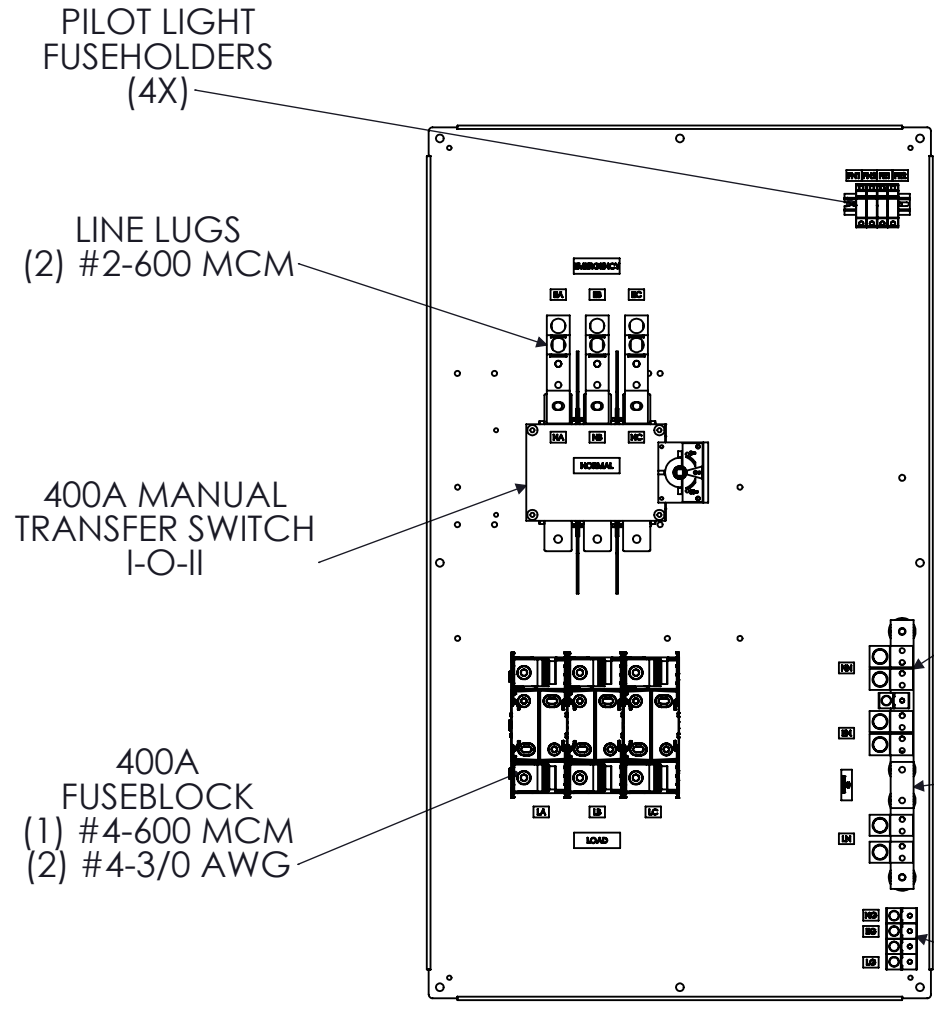 PILOT LIGHT
FUSEHOLDERS
(4X)
LINE LUGS
(2) #2-600 MCM
EMERGENCY
EA EB EC
NA NB NC
NORMAL
400A MANUAL
TRANSFER SWITCH
I-O-II
NN
EN
LN
400A
FUSEBLOCK
(1) #4-600 MCM
(2) #4-3/0 AWG
LA LB LC
LOAD
NG
EG
LG